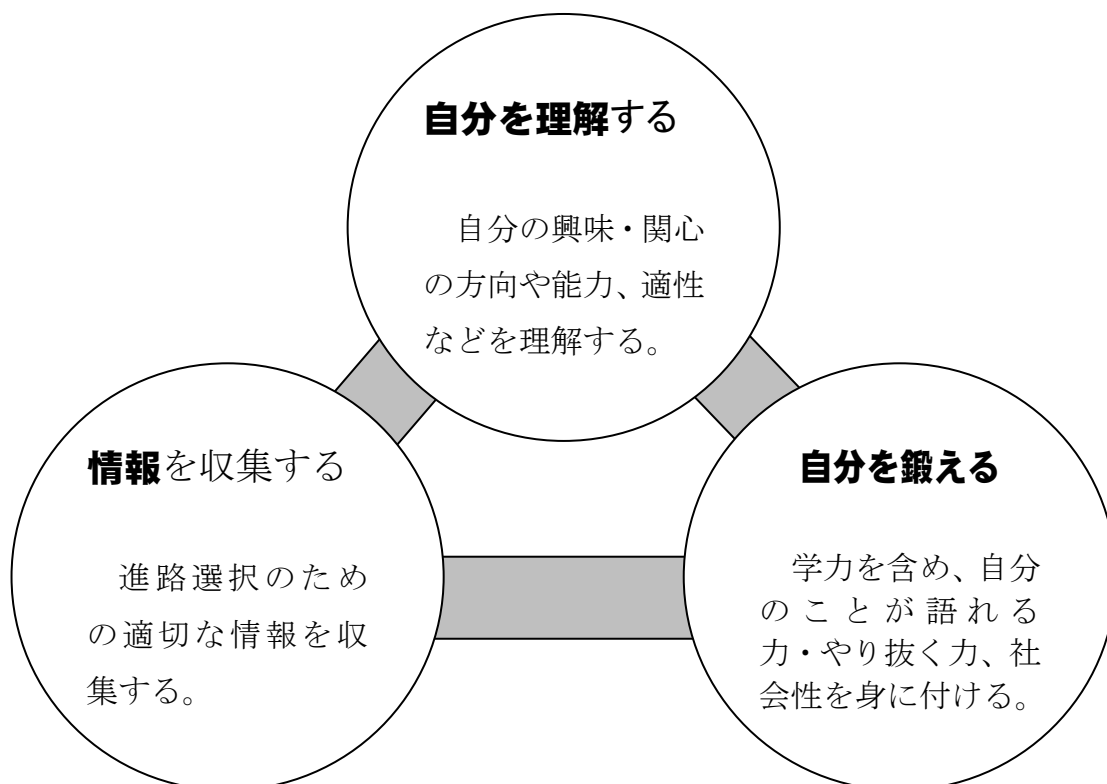 自分を理解する
自分の興味・関心
の方向や能力、適性
などを理解する。
情報を収集する
進路選択のため
の適切な情報を収
集する。
自分を鍛える
学力を含め、自分
のことが語れる
力・やり抜く力、社
会性を身に付ける。